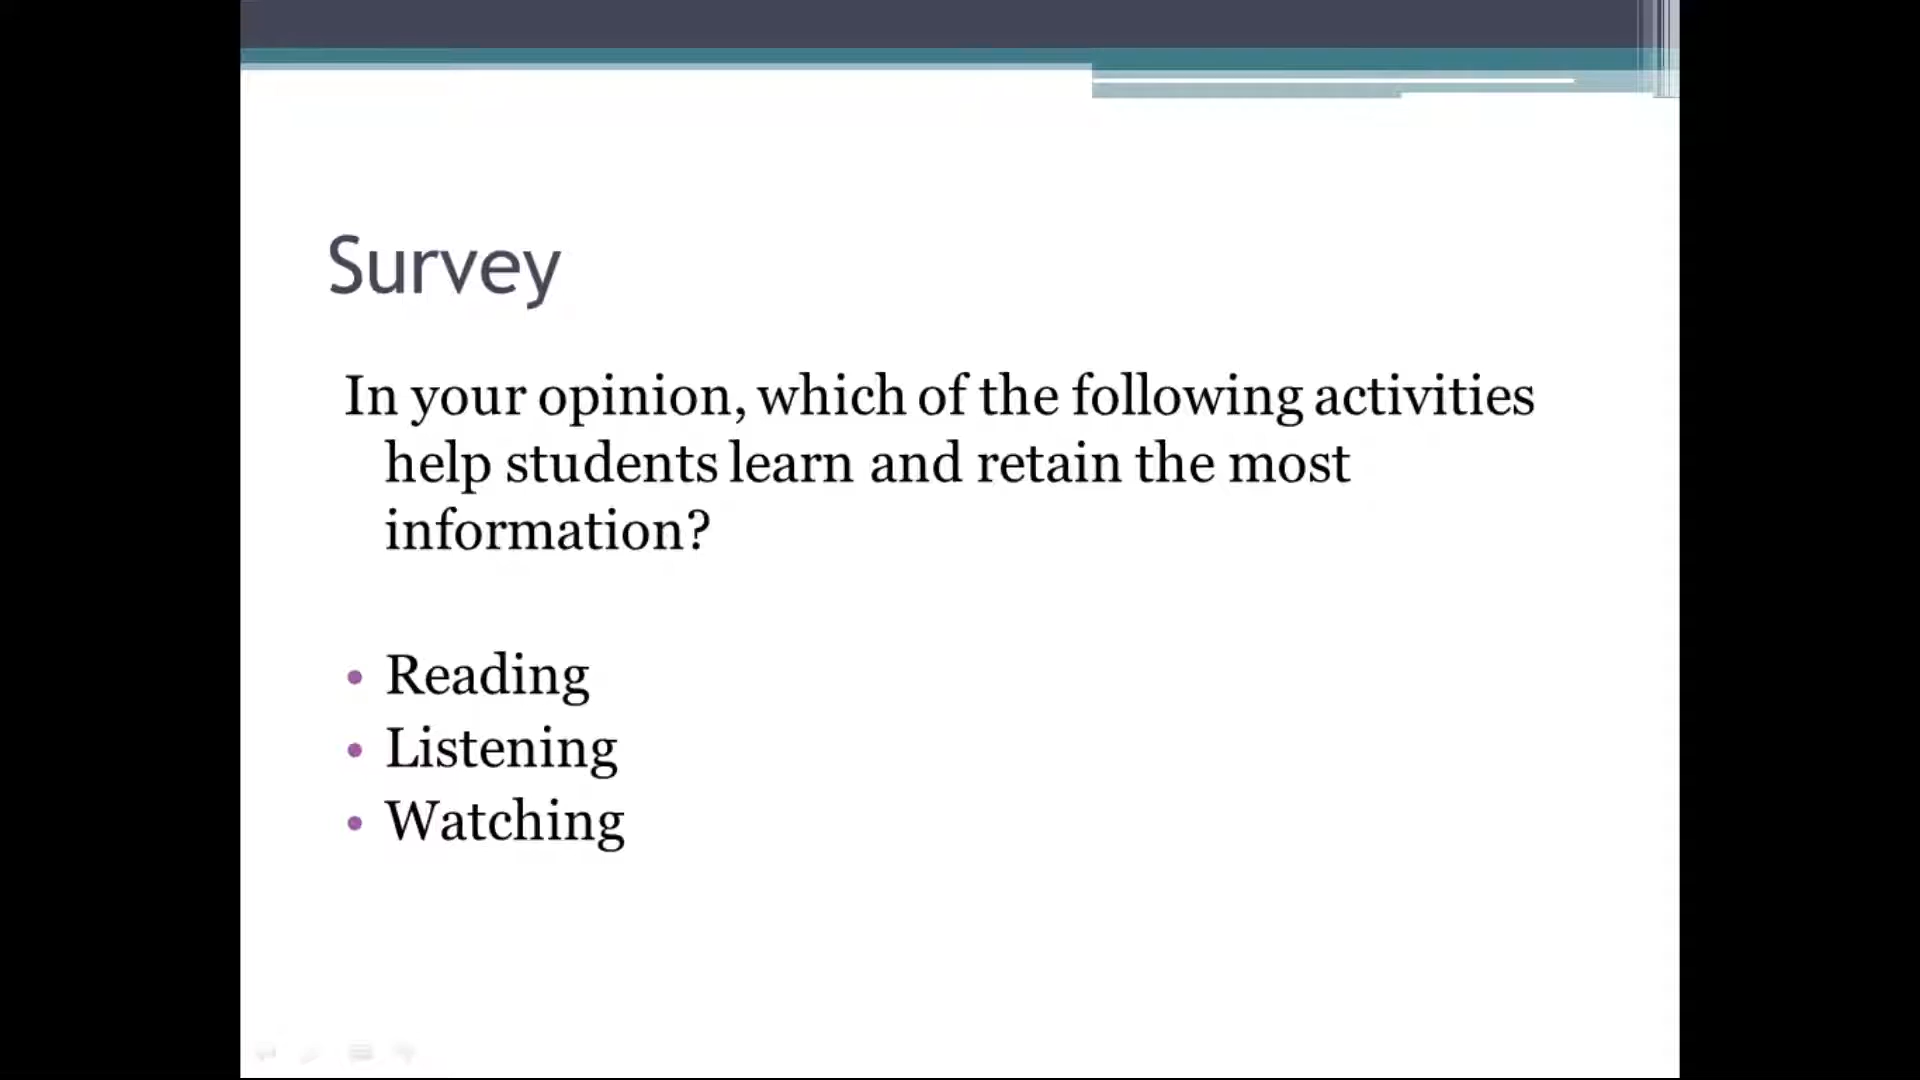 Survey
In your opinion, which of the following activities
help students learn and retain the most
information?
• Reading
• Listening
• Watching